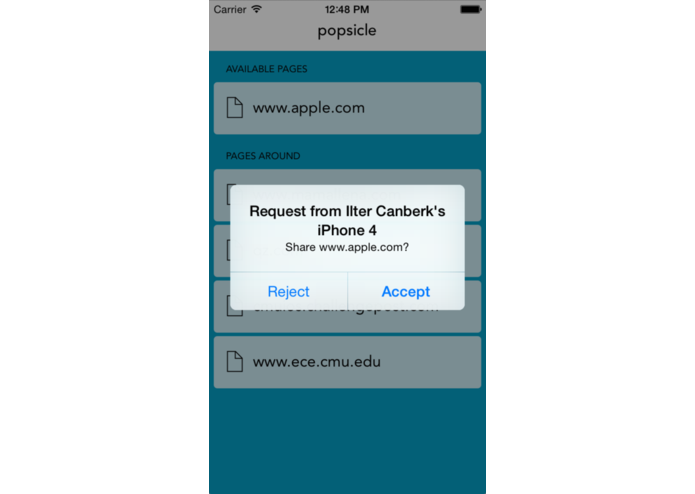 Carrier 12:48 PM
popsicle
AVAILABLE PAGES
www.apple.com
PAGES AROUND
Request from Ilter Canberk's
iPhone 4
Share www.apple.com?
Reject Accept
www.ece.cmu.edu